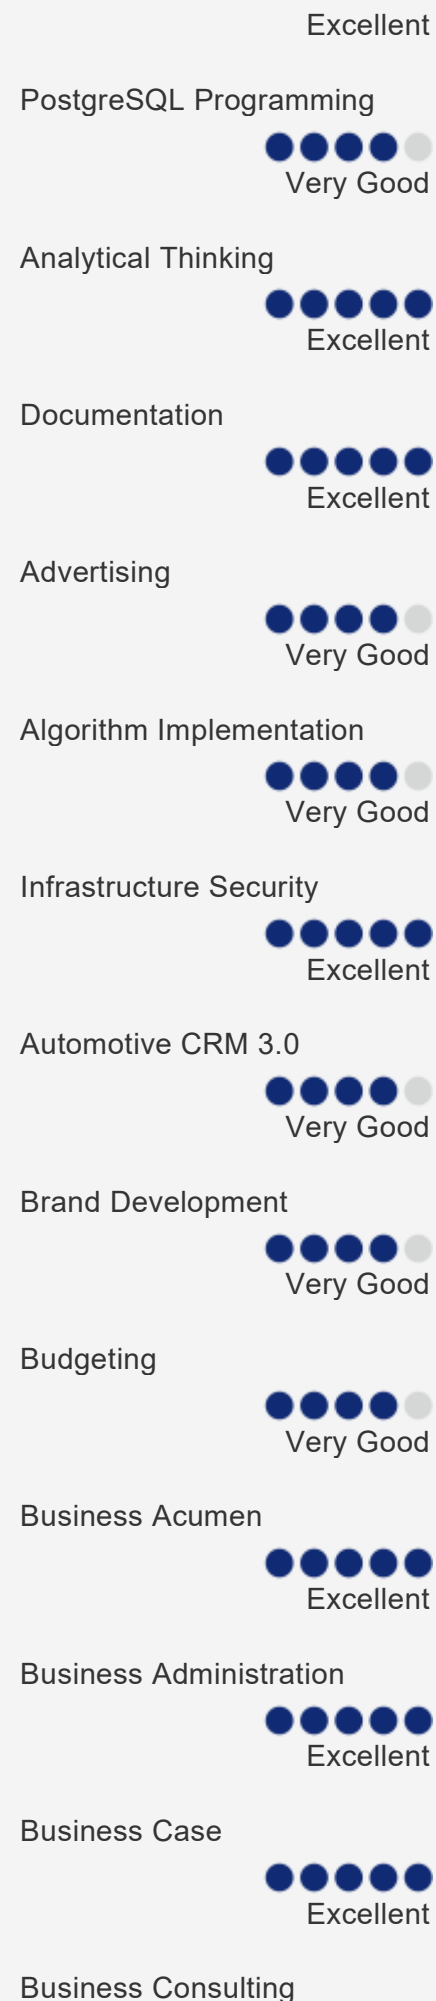 Excellent
PostgreSQL Programming
Very Good
Analytical Thinking
Excellent
Documentation
Excellent
Advertising
Very Good
Algorithm Implementation
Very Good
Infrastructure Security
Excellent
Automotive CRM 3.0
Very Good
Brand Development
Very Good
Budgeting
Very Good
Business Acumen
Excellent
Business Administration
Excellent
Business Case
Excellent
Business Consulting